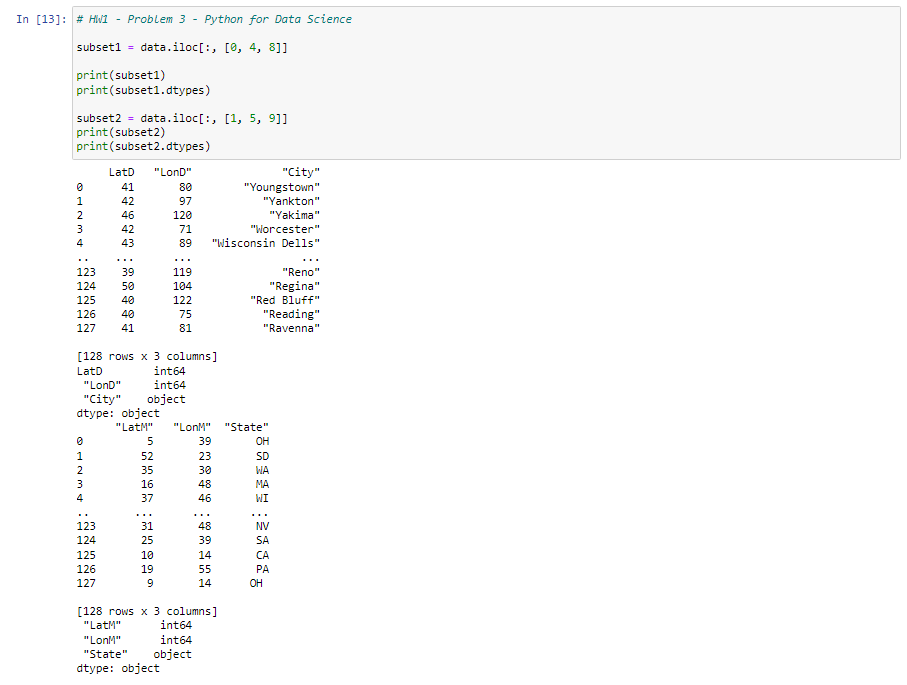 In [13]: # HW1 - Problem 3 - Python for Data Science
subset1 = data.iloc[:, [0, 4, 8]]
print(subset1)
print(subset1.dtypes)
subset2 = data.iloc[:, [1, 5, 9]]
print(subset2)
print(subset2.dtypes)
     LatD   "LonD"              "City"
0      41       80        "Youngstown"
1      42       97           "Yankton"
2      46      120            "Yakima"
3      42       71         "Worcester"
4      43       89   "Wisconsin Dells"
..    ...      ...                 ...
123    39      119              "Reno"
124    50      104            "Regina"
125    40      122         "Red Bluff"
126    40       75           "Reading"
127    41       81           "Ravenna"
[128 rows x 3 columns]
LatD        int64
 "LonD"     int64
 "City"    object
dtype: object
      "LatM"   "LonM"  "State"
0          5       39       OH
1         52       23       SD
2         35       30       WA
3         16       48       MA
4         37       46       WI
..       ...      ...      ...
123       31       48       NV
124       25       39       SA
125       10       14       CA
126       19       55       PA
127        9       14      OH
[128 rows x 3 columns]
 "LatM"      int64
 "LonM"      int64
 "State"    object
dtype: object